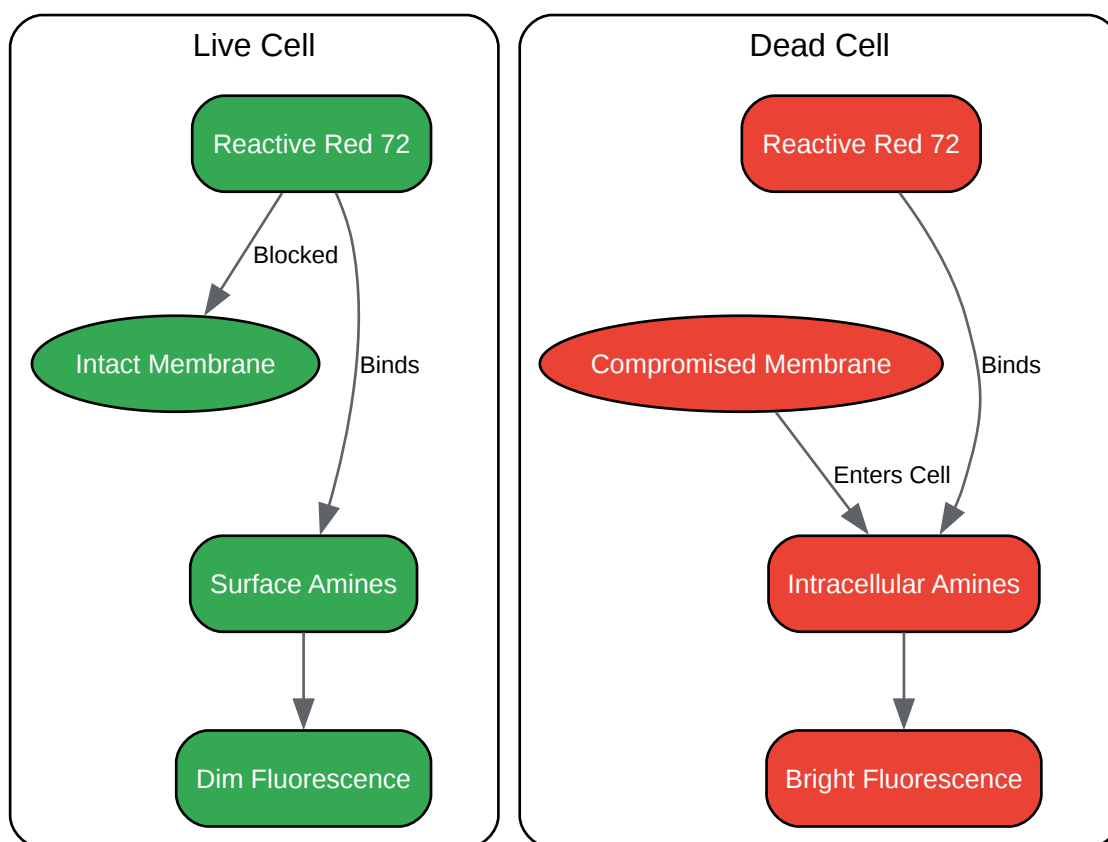 Live Cell
Reactive Red 72
Blocked
Intact Membrane
Binds
Surface Amines
Dim Fluorescence
Dead Cell
Reactive Red 72
Compromised Membrane
Binds
Enters Cell
Intracellular Amines
Bright Fluorescence